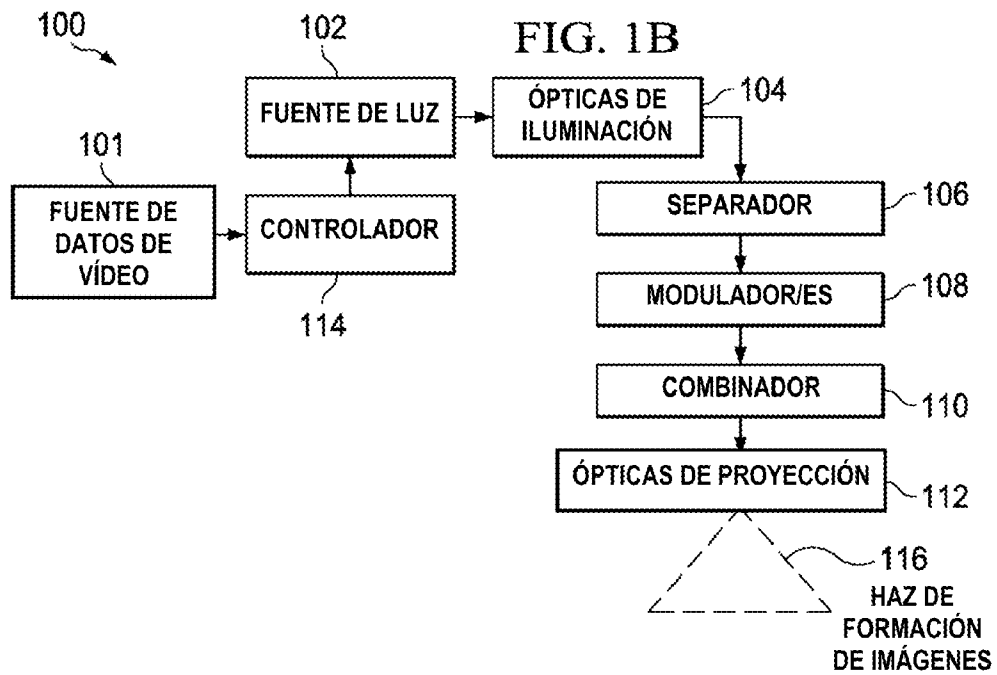 100
102
FIG. 1B
FUENTE DE LUZ
ÓPTICAS DE
ILUMINACIÓN
104
101
FUENTE DE
DATOS DE
VÍDEO
CONTROLADOR
114
SEPARADOR
106
MODULADOR/ES
108
COMBINADOR
110
ÓPTICAS DE PROYECCIÓN
112
116
HAZ DE
FORMACIÓN
DE IMÁGENES